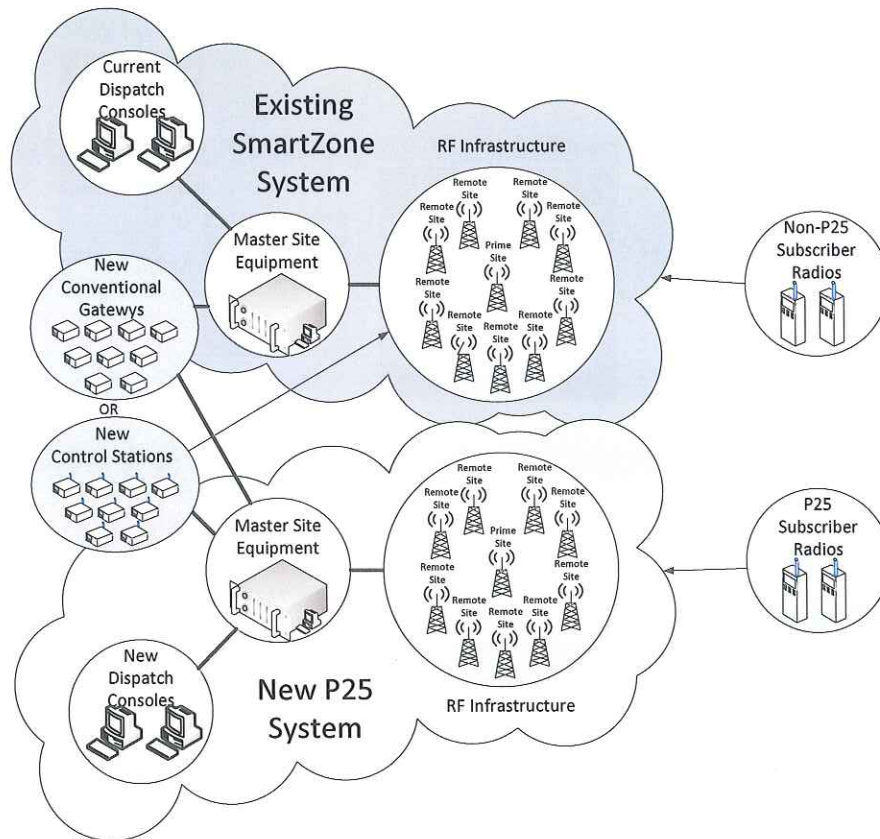 Current
Dispatch
Consoles
Existing
SmartZone
System
RF Infrastructure
Remote
Site
Remote
Site
Remote
Site
Remote
Site
Prime
Site
Remote
Site
Remote
Site
Remote
Site
Remote
Site
Remote
Site
Master Site
Equipment
Non-P25
Subscriber
Radios
New
Conventional
Gatewys
OR
New
Control Stations
Master Site
Equipment
Remote
Site
Remote
Site
Remote
Site
Remote
Site
Prime
Site
Remote
Site
Remote
Site
Remote
Site
Remote
Site
Remote
Site
P25
Subscriber
Radios
New
Dispatch
Consoles
New P25
System
RF Infrastructure